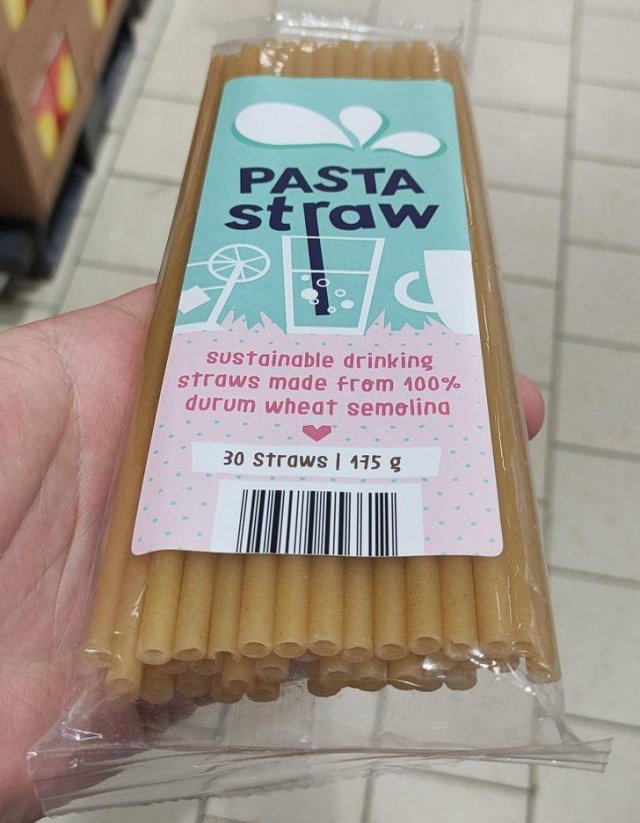 PASTA
straw
sustainable drinking
straws made from 100%
durum wheat semolina
30 Straws | 175 g